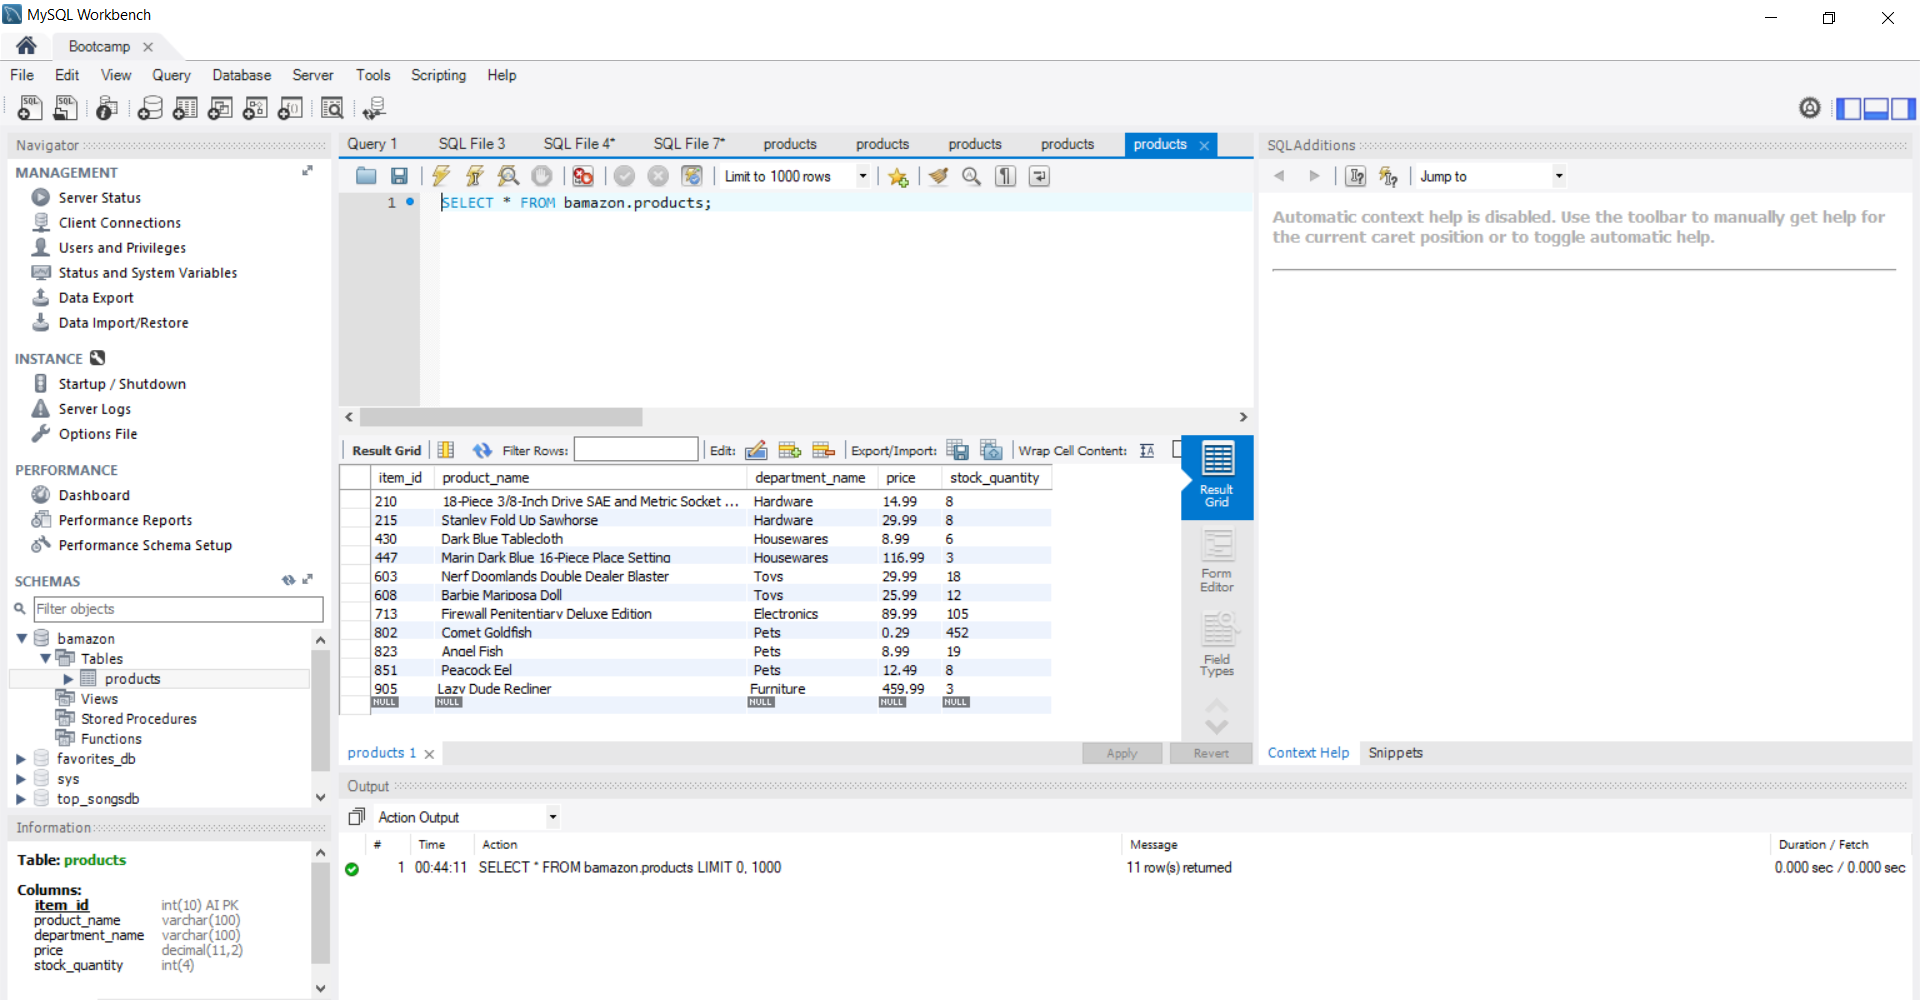 MySQL Workbench
Bootcamp
File Edit View Query Database Server Tools Scripting Help
Navigator
MANAGEMENT
Server Status
Client Connections
Users and Privileges
Status and System Variables
Data Export
Data Import/Restore
INSTANCE
Startup / Shutdown
Server Logs
Options File
PERFORMANCE
Dashboard
Performance Reports
Performance Schema Setup
SCHEMAS
Filter objects
bamazon
Tables
products
Views
Stored Procedures
Functions
favorites_db
sys
top_songsdb
Information
Table: products
Columns:
item_id int(10) AI PK
product_name varchar(100)
department_name varchar(100)
price decimal(11,2)
stock_quantity int(4)
Query 1 SQL File 3 SQL File 4* SQL File 7* products products products products products
Limit to 1000 rows
1 SELECT * FROM bamazon.products;
Result Grid Filter Rows: Edit: Export/Import: Wrap Cell Content:
item_id product_name department_name price stock_quantity
210 18-Piece 3/8-Inch Drive SAE and Metric Socket ... Hardware 14.99 8
215 Stanley Fold Up Sawhorse Hardware 29.99 8
430 Dark Blue Tablecloth Housewares 8.99 6
447 Marin Dark Blue 16-Piece Place Setting Housewares 116.99 3
603 Nerf Doomlands Double Dealer Blaster Toys 29.99 18
608 Barbie Mariposa Doll Toys 25.99 12
713 Firewall Penitentiary Deluxe Edition Electronics 89.99 105
802 Comet Goldfish Pets 0.29 452
823 Angel Fish Pets 8.99 19
851 Peacock Eel Pets 12.49 8
905 Lazy Dude Recliner Furniture 459.99 3
NULL NULL NULL NULL NULL
Result Grid
Form Editor
Field Types
products 1
Apply Revert
SQLAdditions
Jump to
Automatic context help is disabled. Use the toolbar to manually get help for
the current caret position or to toggle automatic help.
Context Help Snippets
Output
Action Output
# Time Action Message Duration / Fetch
1 00:44:11 SELECT * FROM bamazon.products LIMIT 0, 1000 11 row(s) returned 0.000 sec / 0.000 sec